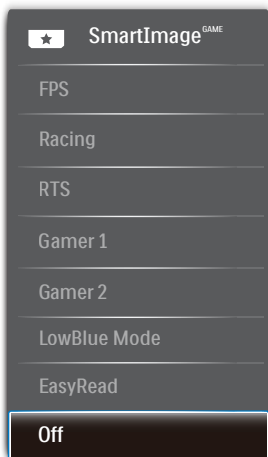 SmartImage GAME
FPS
Racing
RTS
Gamer 1
Gamer 2
LowBlue Mode
EasyRead
Off